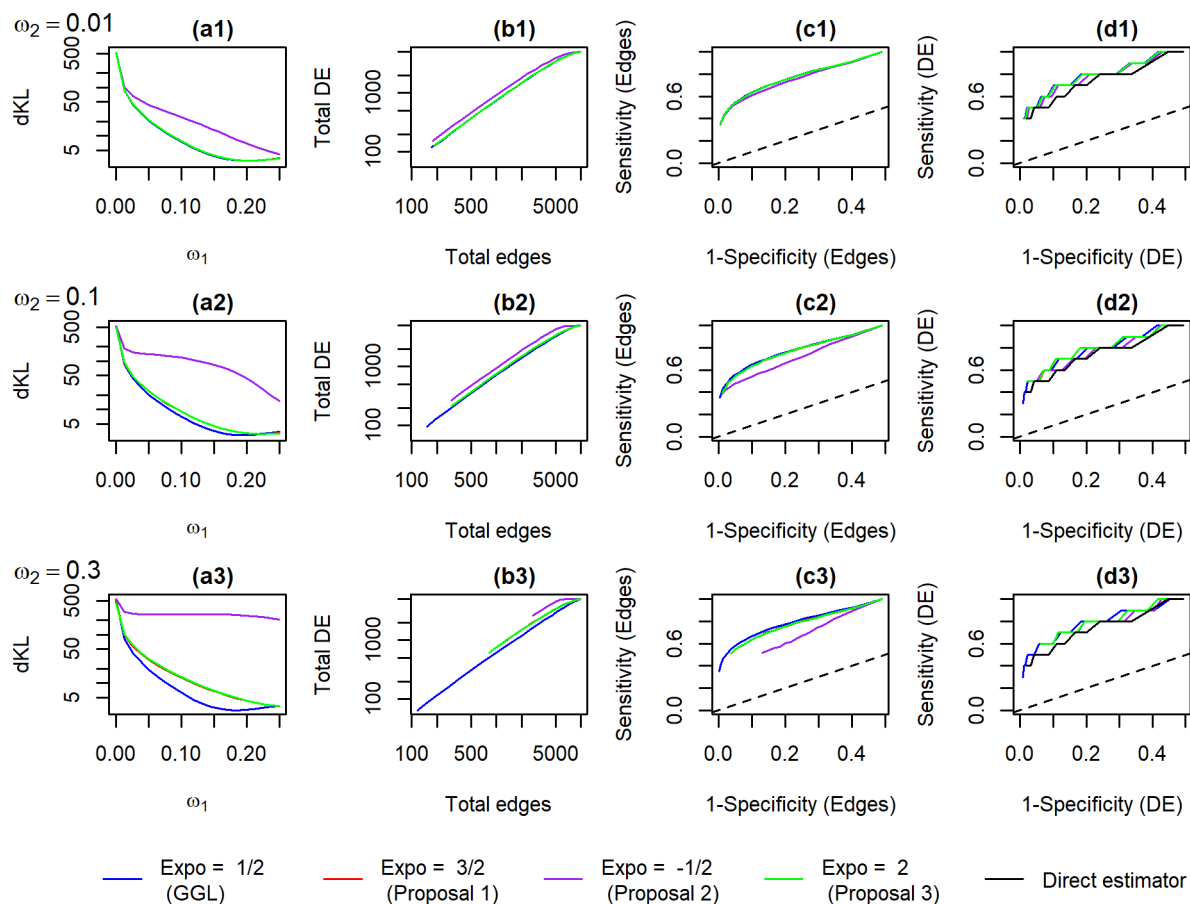 ω2 = 0.01
(a1)
(b1)
(c1)
(d1)
dKL
500
50
5
0.00 0.10 0.20
ω1
Total DE
1000
100
100 500 5000
Total edges
Sensitivity (Edges)
0.6
0.0
0.0 0.2 0.4
1-Specificity (Edges)
Sensitivity (DE)
0.6
0.0
0.0 0.2 0.4
1-Specificity (DE)
ω2 = 0.1
(a2)
(b2)
(c2)
(d2)
dKL
500
50
5
0.00 0.10 0.20
ω1
Total DE
1000
100
100 500 5000
Total edges
Sensitivity (Edges)
0.6
0.0
0.0 0.2 0.4
1-Specificity (Edges)
Sensitivity (DE)
0.6
0.0
0.0 0.2 0.4
1-Specificity (DE)
ω2 = 0.3
(a3)
(b3)
(c3)
(d3)
dKL
500
50
5
0.00 0.10 0.20
ω1
Total DE
1000
100
100 500 5000
Total edges
Sensitivity (Edges)
0.6
0.0
0.0 0.2 0.4
1-Specificity (Edges)
Sensitivity (DE)
0.6
0.0
0.0 0.2 0.4
1-Specificity (DE)
Expo = 1/2
(GGL)
Expo = 3/2
(Proposal 1)
Expo = -1/2
(Proposal 2)
Expo = 2
(Proposal 3)
Direct estimator